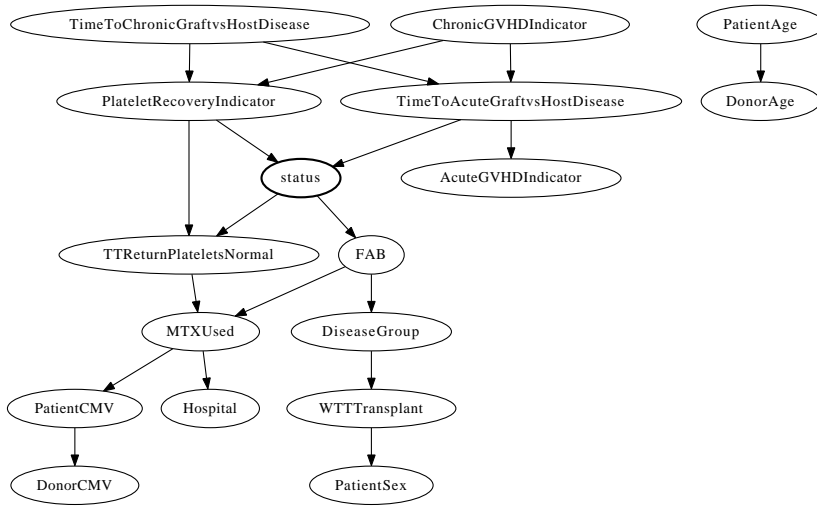 TimeToChronicGraftvsHostDisease
ChronicGVHDIndicator
PatientAge
PlateletRecoveryIndicator
TimeToAcuteGraftvsHostDisease
DonorAge
status
AcuteGVHDIndicator
TTReturnPlateletsNormal
FAB
MTXUsed
DiseaseGroup
PatientCMV
Hospital
WTTTransplant
DonorCMV
PatientSex